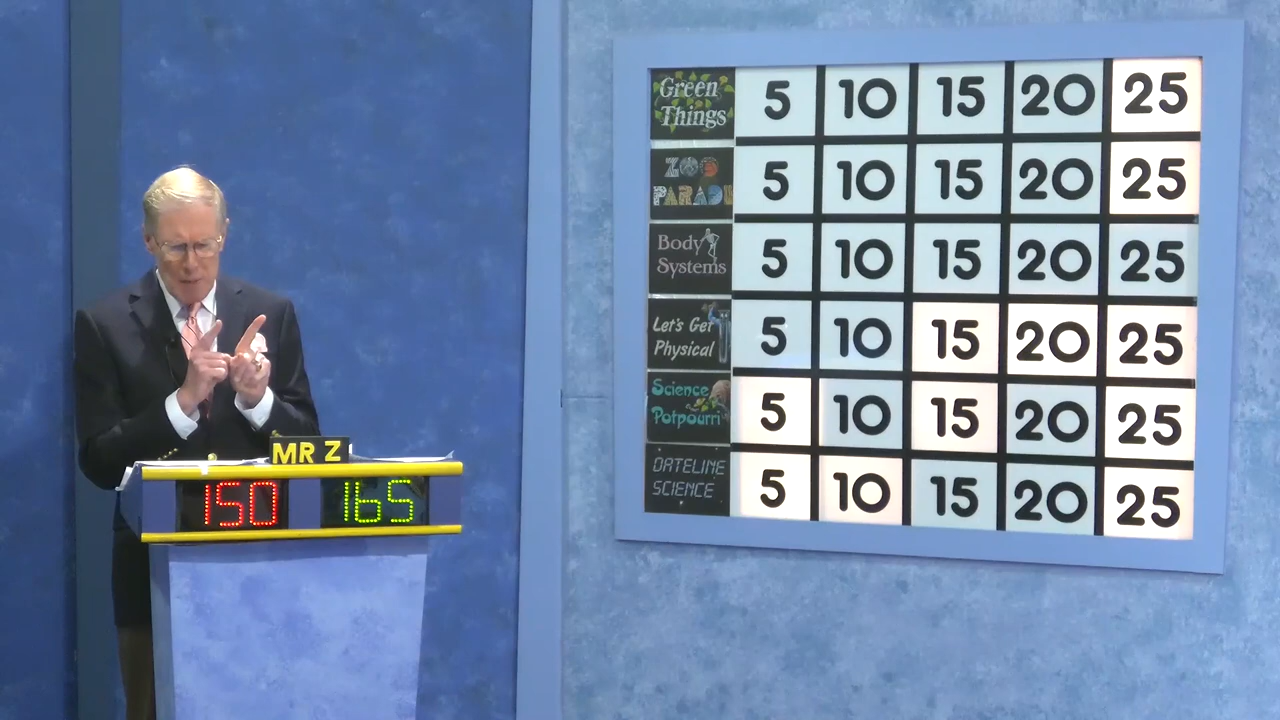 Green Things 5 10 15 20 25
ZOO PARADE 5 10 15 20 25
Body Systems 5 10 15 20 25
Let's Get Physical 5 10 15 20 25
Science Potpourri 5 10 15 20 25
DATELINE SCIENCE 5 10 15 20 25
MR Z
150 165